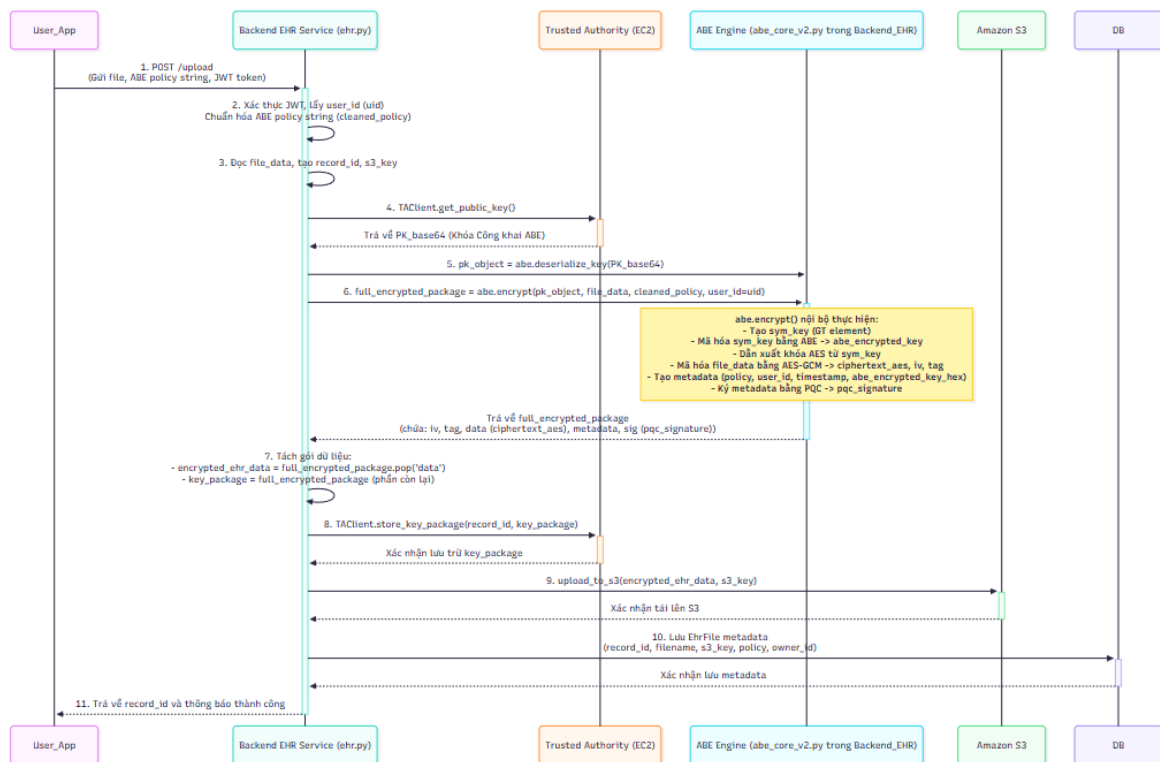 User_App
Backend EHR Service (ehr.py)
Trusted Authority (EC2)
ABE Engine (abe_core_v2.py trong Backend_EHR)
Amazon S3
DB
1. POST /upload
(Gửi file, ABE policy string, JWT token)
2. Xác thực JWT, lấy user_id (uid)
Chuẩn hóa ABE policy string (cleaned_policy)
3. Đọc file_data, tạo record_id, s3_key
4. TAClient.get_public_key()
Trả về PK_base64 (Khóa Công khai ABE)
5. pk_object = abe.deserialize_key(PK_base64)
6. full_encrypted_package = abe.encrypt(pk_object, file_data, cleaned_policy, user_id=uid)
abe.encrypt() nội bộ thực hiện:
- Tạo sym_key (GT element)
- Mã hóa sym_key bằng ABE -> abe_encrypted_key
- Dẫn xuất khóa AES từ sym_key
- Mã hóa file_data bằng AES-GCM -> ciphertext_aes, iv, tag
- Tạo metadata (policy, user_id, timestamp, abe_encrypted_key_hex)
- Ký metadata bằng PQC -> pqc_signature
Trả về full_encrypted_package
(chứa: iv, tag, data (ciphertext_aes), metadata, sig (pqc_signature))
7. Tách gói dữ liệu:
- encrypted_ehr_data = full_encrypted_package.pop('data')
- key_package = full_encrypted_package (phần còn lại)
8. TAClient.store_key_package(record_id, key_package)
Xác nhận lưu trữ key_package
9. upload_to_s3(encrypted_ehr_data, s3_key)
Xác nhận tải lên S3
10. Lưu EhrFile metadata
(record_id, filename, s3_key, policy, owner_id)
Xác nhận lưu metadata
11. Trả về record_id và thông báo thành công
User_App
Backend EHR Service (ehr.py)
Trusted Authority (EC2)
ABE Engine (abe_core_v2.py trong Backend_EHR)
Amazon S3
DB